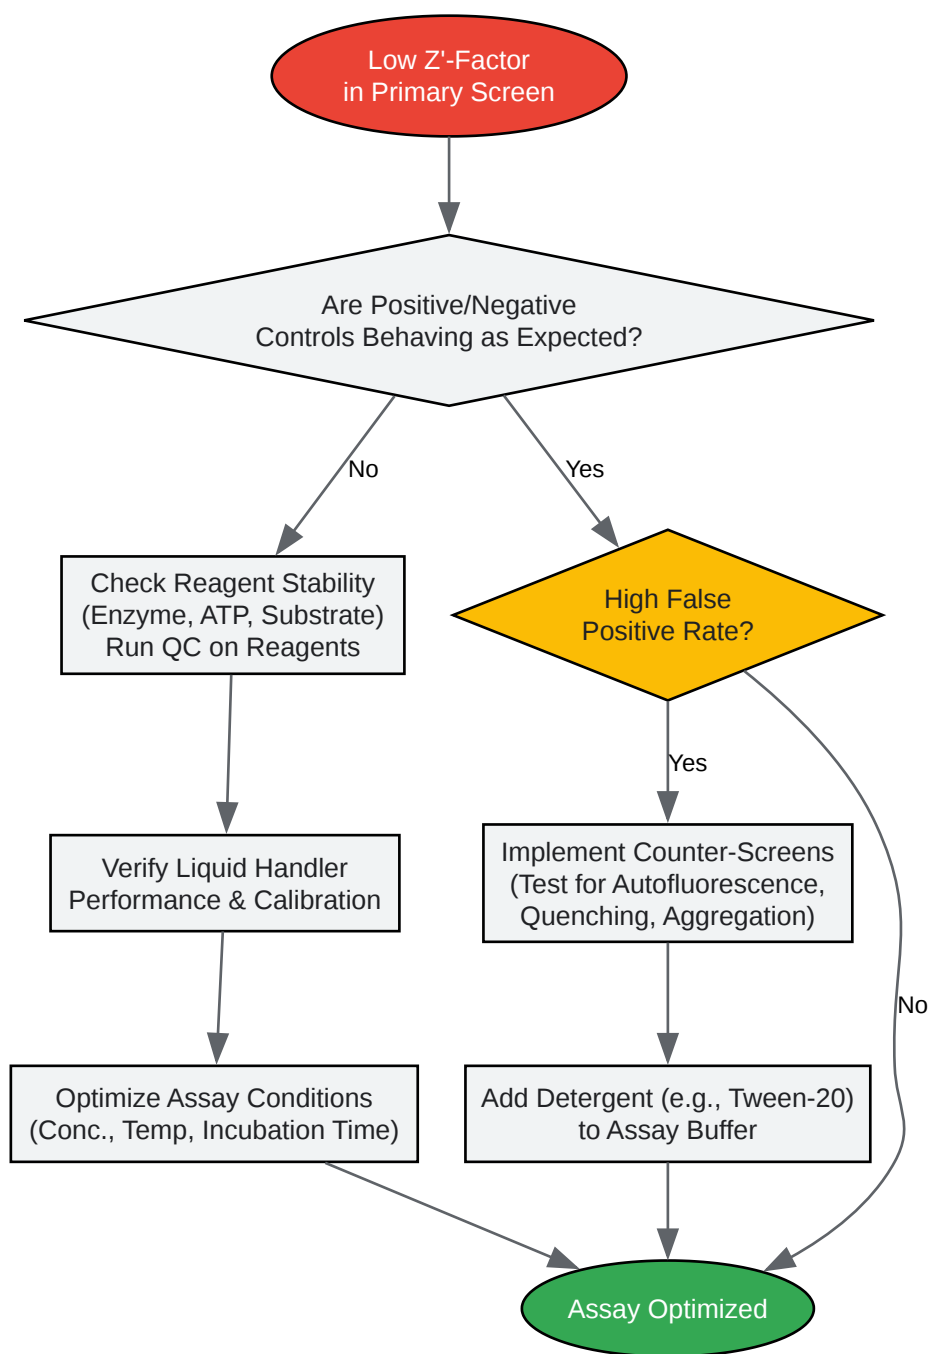 Low Z'-Factor
in Primary Screen
Are Positive/Negative
Controls Behaving as Expected?
No
Yes
Check Reagent Stability
(Enzyme, ATP, Substrate)
Run QC on Reagents
High False
Positive Rate?
Yes
Verify Liquid Handler
Performance & Calibration
Implement Counter-Screens
(Test for Autofluorescence,
Quenching, Aggregation)
No
Optimize Assay Conditions
(Conc., Temp, Incubation Time)
Add Detergent (e.g., Tween-20)
to Assay Buffer
Assay Optimized